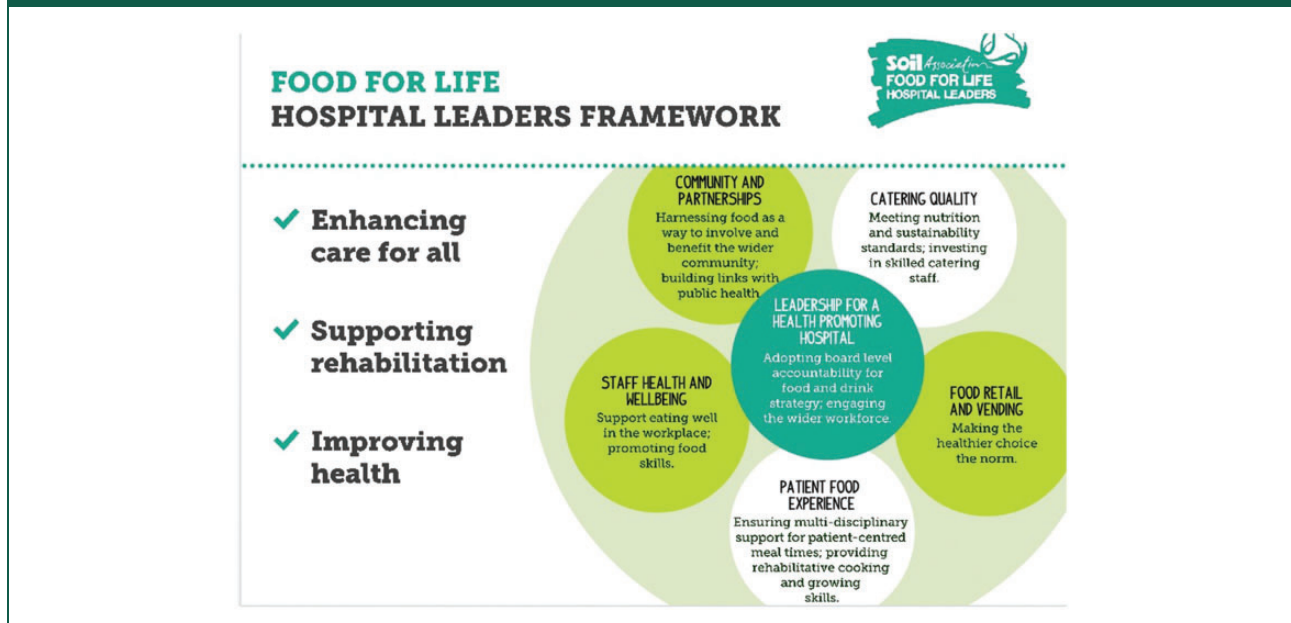 FOOD FOR LIFE
HOSPITAL LEADERS FRAMEWORK
Soil Association
FOOD FOR LIFE
HOSPITAL LEADERS
✓ Enhancing
care for all
✓ Supporting
rehabilitation
✓ Improving
health
COMMUNITY AND
PARTNERSHIPS
Harnessing food as a
way to involve and
benefit the wider
community;
building links with
public health.
CATERING QUALITY
Meeting nutrition
and sustainability
standards; investing
in skilled catering
staff.
LEADERSHIP FOR A
HEALTH PROMOTING
HOSPITAL
Adopting board level
accountability for
food and drink
strategy; engaging
the wider workforce.
STAFF HEALTH AND
WELLBEING
Support eating well
in the workplace;
promoting food
skills.
FOOD RETAIL
AND VENDING
Making the
healthier choice
the norm.
PATIENT FOOD
EXPERIENCE
Ensuring multi-disciplinary
support for patient-centred
meal times; providing
rehabilitative cooking
and growing
skills.